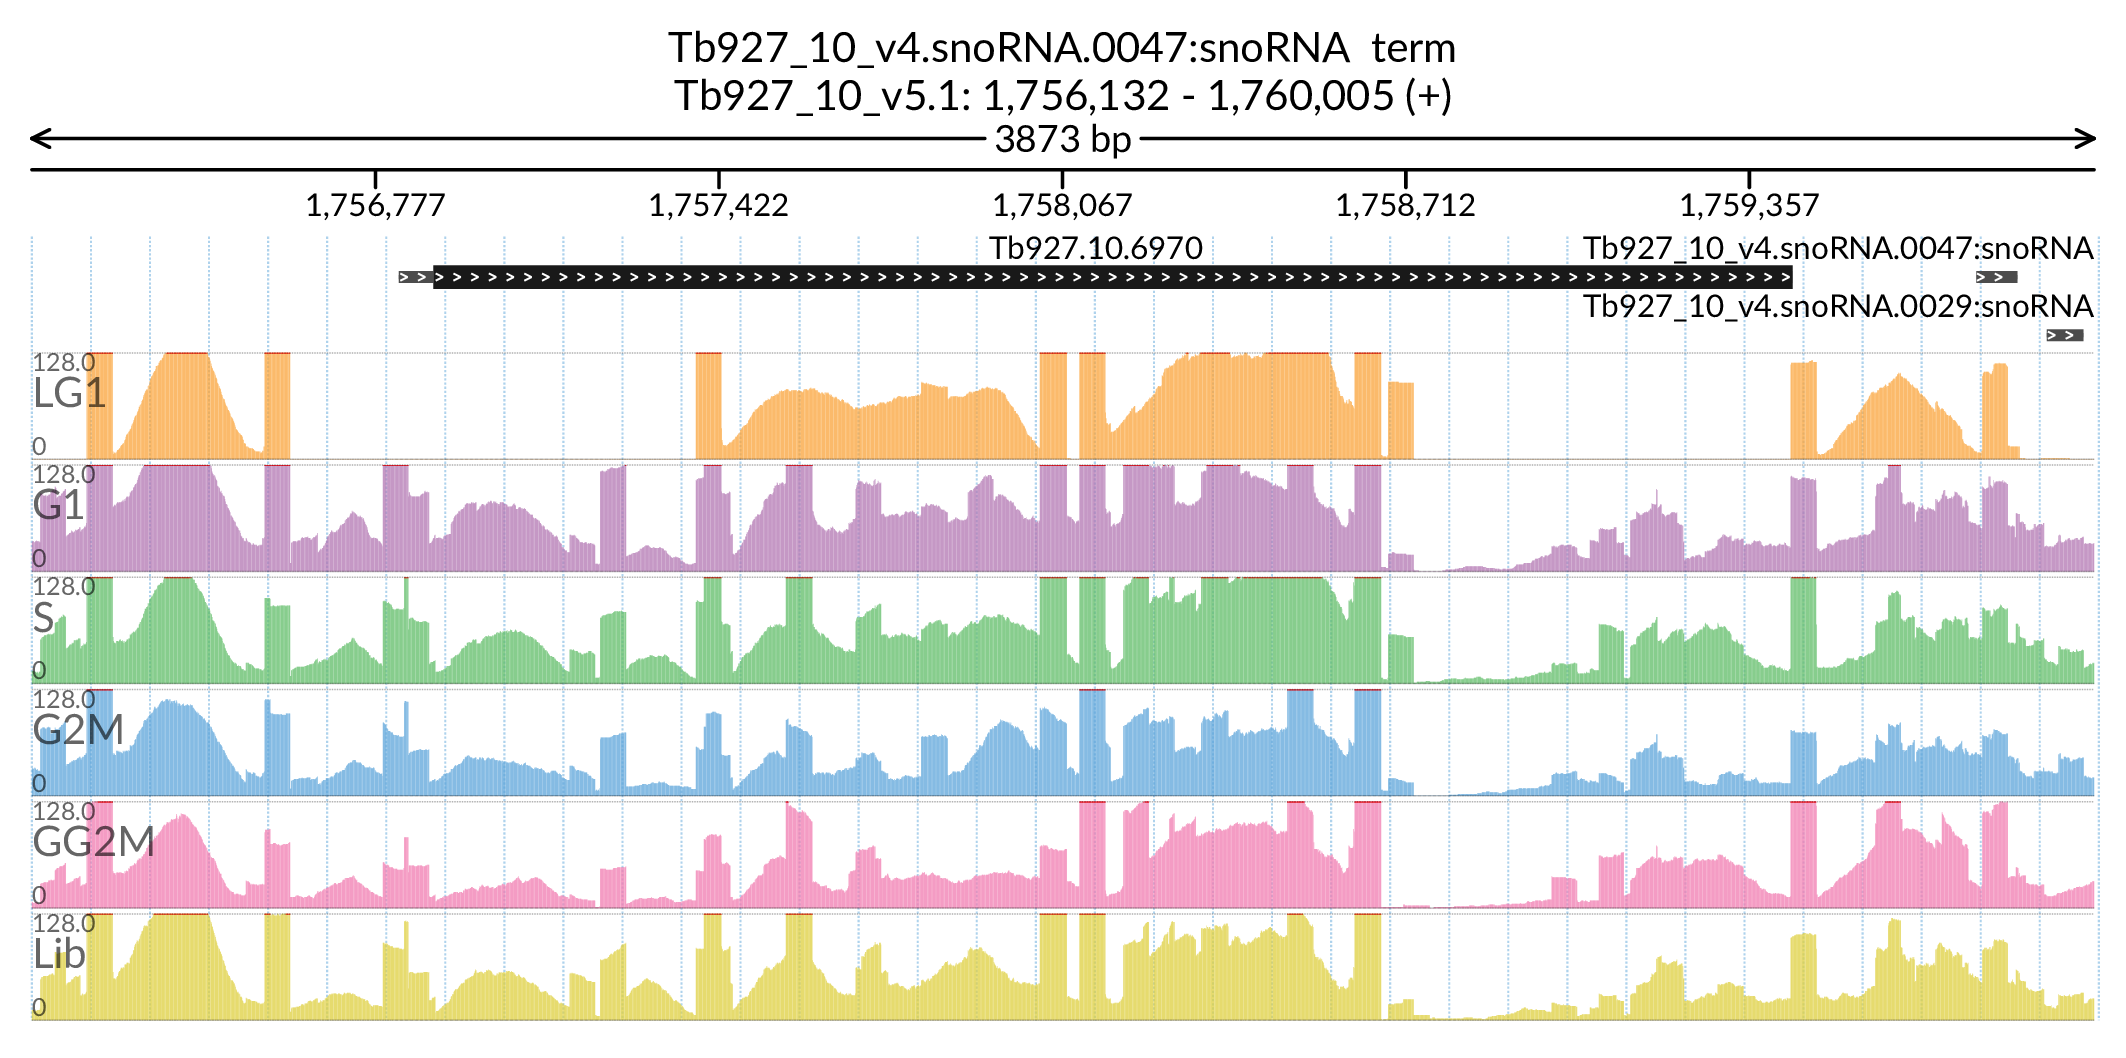 Tb927_10_v4.snoRNA.0047:snoRNA term
Tb927_10_v5.1: 1,756,132 - 1,760,005 (+)
3873 bp
1,756,777 1,757,422 1,758,067 1,758,712 1,759,357
Tb927.10.6970 Tb927_10_v4.snoRNA.0047:snoRNA
Tb927_10_v4.snoRNA.0029:snoRNA
128.0
LG1
0
128.0
G1
0
128.0
S
0
128.0
G2M
0
128.0
GG2M
0
128.0
Lib
0